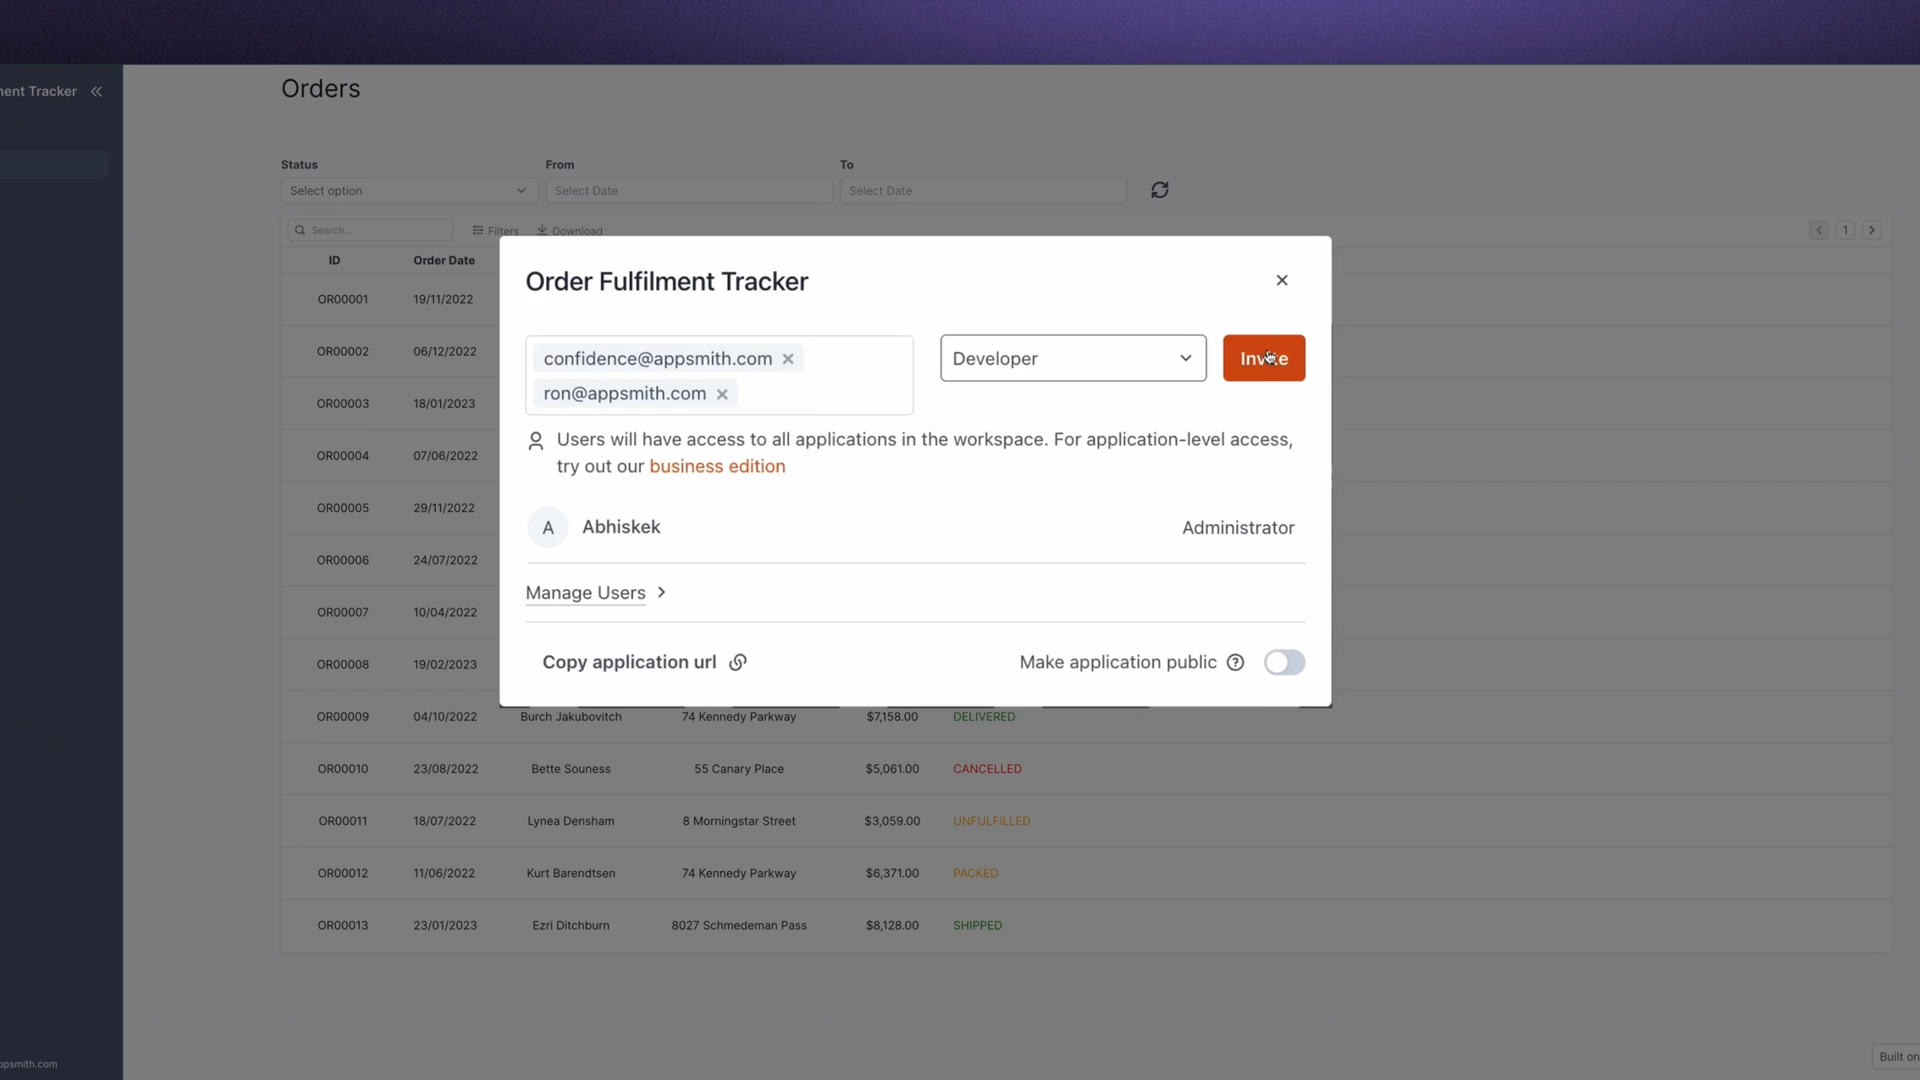 nent Tracker
Orders
Status
From
To
Select option
Select Date
Select Date
Search...
Filters
Download
1
ID
Order Date
OR00001 19/11/2022
OR00002 06/12/2022
OR00003 18/01/2023
OR00004 07/06/2022
OR00005 29/11/2022
OR00006 24/07/2022
OR00007 10/04/2022
OR00008 19/02/2023
Order Fulfilment Tracker
confidence@appsmith.com
ron@appsmith.com
Developer
Invite
Users will have access to all applications in the workspace. For application-level access,
try out our business edition
A Abhiskek
Administrator
Manage Users
Copy application url
Make application public
OR00009 04/10/2022 Burch Jakubovitch 74 Kennedy Parkway $7,158.00 DELIVERED
OR00010 23/08/2022 Bette Souness 55 Canary Place $5,061.00 CANCELLED
OR00011 18/07/2022 Lynea Densham 8 Morningstar Street $3,059.00 UNFULFILLED
OR00012 11/06/2022 Kurt Barendtsen 74 Kennedy Parkway $6,371.00 PACKED
OR00013 23/01/2023 Ezri Ditchburn 8027 Schmedeman Pass $8,128.00 SHIPPED
ppsmith.com
Built on